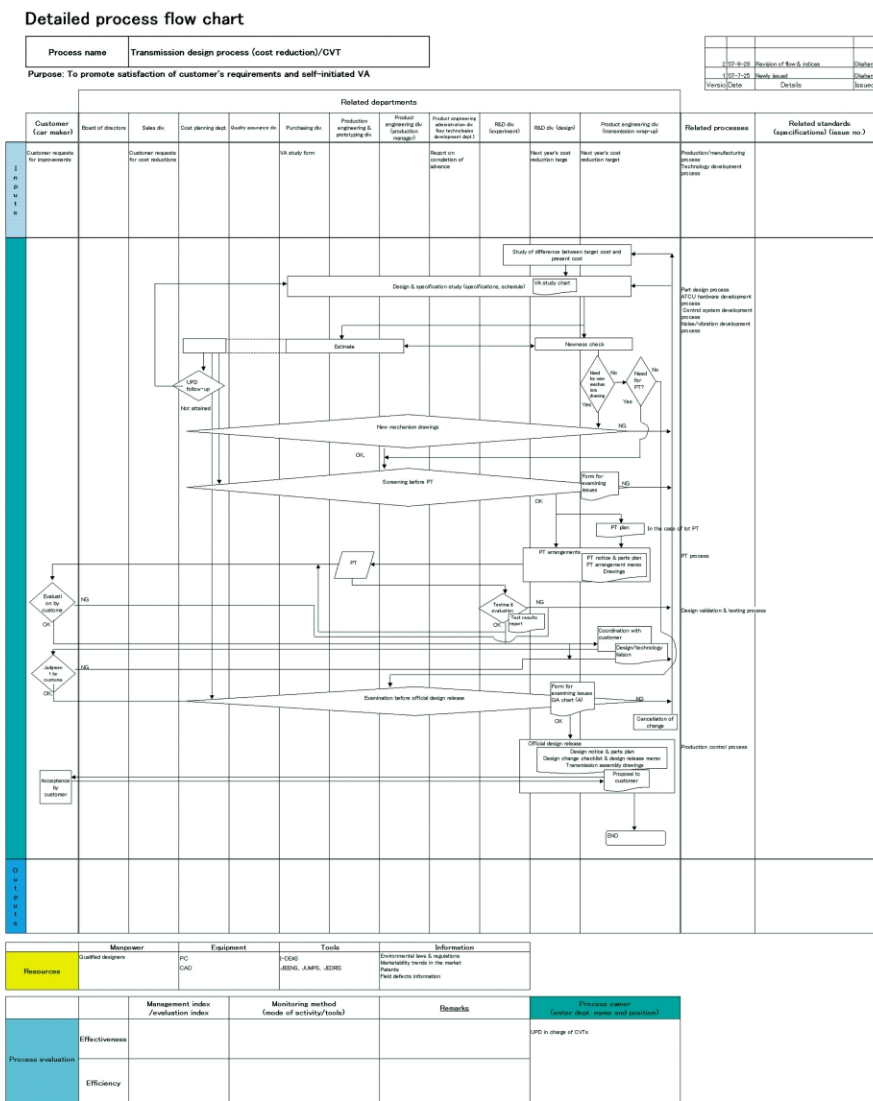 Detailed process flow chart
Process name
Transmission design process (cost reduction)/CVT
Purpose: To promote satisfaction of customer's requirements and self-initiated VA
2 '07-9-28 Revision of flow & indices
1 '07-7-25 Newly issued
Versio Date Details Issued
Related departments
Customer
(car maker)
Board of directors
Sales div.
Cost planning dept.
Quality assurance div.
Purchasing div.
Production
engineering &
prototyping div.
Product
engineering div.
(production
manager)
Product engineering
administration div.
(key technologies
development dept.)
R&D div.
(experiment)
R&D div. (design)
Product engineering div.
(transmission wrap-up)
Related processes
Related standards
(specifications) (issue no.)
Inputs
Customer requests
for improvements
Customer requests
for cost reductions
VA study form
Report on
completion of
advance
Next year's cost
reduction targe
Next year's cost
reduction target
Production/manufacturing
process
Technology development
process
Study of difference between target cost and
present cost
Design & specification study (specifications, schedule)
VA study chart
Part design process
ATCU hardware development
process
Control system development
process
Noise/vibration development
process
Estimate
Newness check
UPD
follow-up
Not attained
Need
for new
mechan
ism
drawing
No
Need
for
PT?
No
Yes
Yes
New mechanism drawings
NG
OK
Screening before PT
Form for
examining
issues
NG
OK
PT plan
In the case of lot PT
PT arrangements
PT notice & parts plan
PT arrangement memo
Drawings
PT process
PT
Evaluati
on by
custome
NG
OK
Testing &
evaluation
NG
OK
Test results
report
Design validation & testing process
Coordination with
customer
Design/technology
liaison
Judgmen
t by
custome
NG
OK
Examination before official design release
Form for
examining issues
QA chart (A)
NO
OK
Cancellation of
change
Official design release
Design notice & parts plan
Design change checklist & design release memo
Transmission assembly drawings
Production control process
Acceptance
by
customer
Proposal to
customer
END
Outputs
Manpower Equipment Tools Information
Resources
Qualified designers
PC
CAD
I-DEAS
JEENS, JUMPS, JEDRIS
Environmental laws & regulations
Marketability trends in the market
Patents
Field defects information
Management index
/evaluation index
Monitoring method
(mode of activity/tools)
Remarks
Process owner
(enter dept. name and position)
Process evaluation
Effectiveness
UPD in charge of CVTs
Efficiency